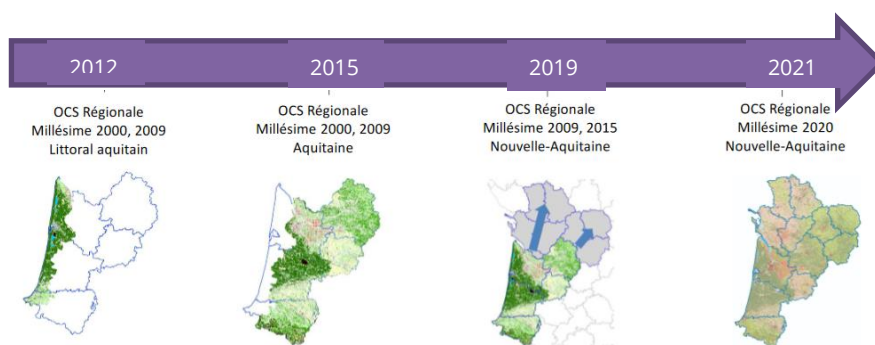 2012
2015
2019
2021
OCS Régionale
Millésime 2000, 2009
Littoral aquitain
OCS Régionale
Millésime 2000, 2009
Aquitaine
OCS Régionale
Millésime 2009, 2015
Nouvelle-Aquitaine
OCS Régionale
Millésime 2020
Nouvelle-Aquitaine